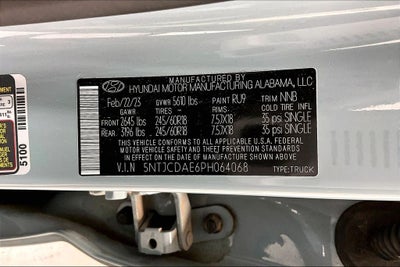 MANUFACTURED BY
HYUNDAI MOTOR MANUFACTURING ALABAMA, LLC
Feb/22/23 GVWR 5610 lbs PAINT RU9 TRIM NNB
GAWR TIRES - RIMS COLD TIRE INFL
FRONT 2645 lbs 245/60R18 7.5JX18 35 psi SINGLE
REAR 3196 lbs 245/60R18 7.5JX18 35 psi SINGLE
THIS VEHICLE CONFORMS TO ALL APPLICABLE U.S.A. FEDERAL
MOTOR VEHICLE SAFETY AND THEFT PREVENTION STANDARDS
IN EFFECT ON THE DATE OF MANUFACTURE SHOWN ABOVE.
V.I.N 5NTJCDAE6PH064068 TYPE:TRUCK
5100